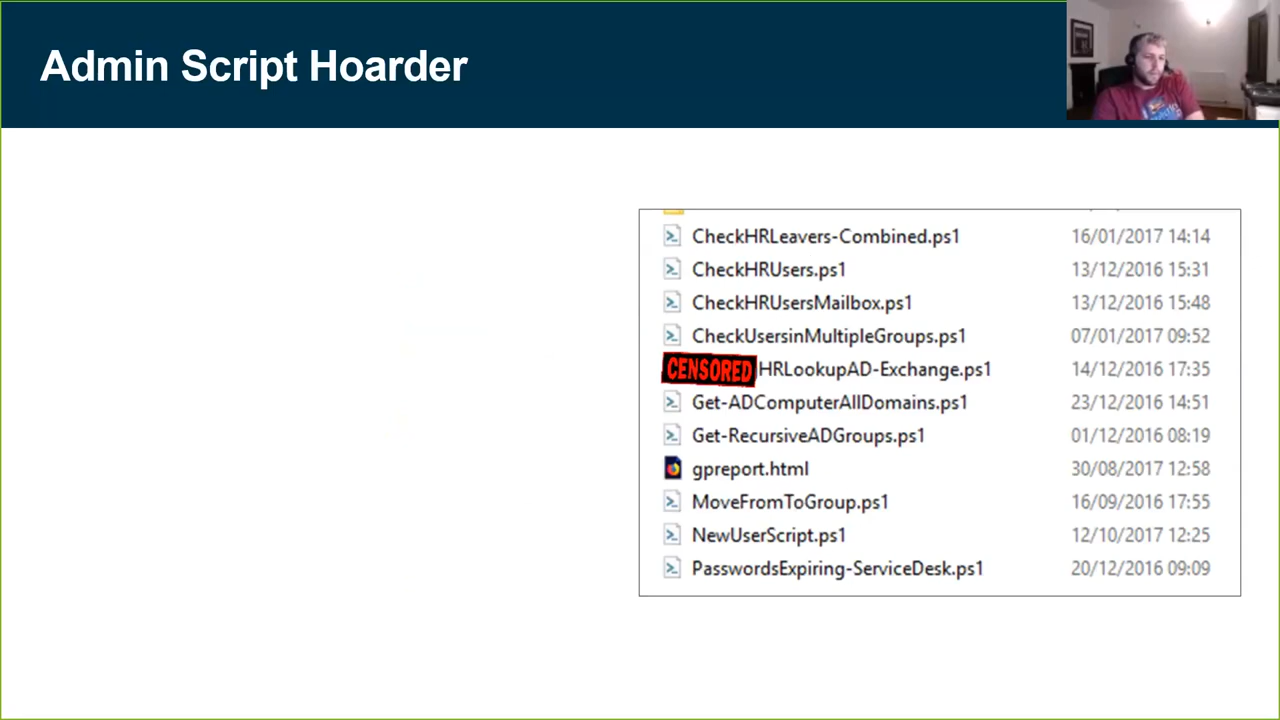 Admin Script Hoarder
CheckHRLeavers-Combined.ps1 16/01/2017 14:14
CheckHRUsers.ps1 13/12/2016 15:31
CheckHRUsersMailbox.ps1 13/12/2016 15:48
CheckUsersinMultipleGroups.ps1 07/01/2017 09:52
CENSORED HRLookupAD-Exchange.ps1 14/12/2016 17:35
Get-ADComputerAllDomains.ps1 23/12/2016 14:51
Get-RecursiveADGroups.ps1 01/12/2016 08:19
gpreport.html 30/08/2017 12:58
MoveFromToGroup.ps1 16/09/2016 17:55
NewUserScript.ps1 12/10/2017 12:25
PasswordsExpiring-ServiceDesk.ps1 20/12/2016 09:09